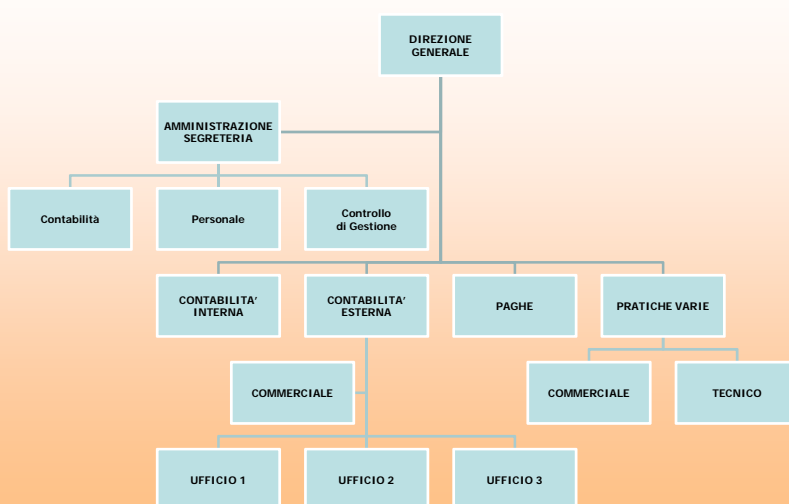 DIREZIONE
GENERALE
AMMINISTRAZIONE
SEGRETERIA
Contabilità
Personale
Controllo
di Gestione
CONTABILITA'
INTERNA
CONTABILITA'
ESTERNA
PAGHE
PRATICHE VARIE
COMMERCIALE
COMMERCIALE
TECNICO
UFFICIO 1
UFFICIO 2
UFFICIO 3